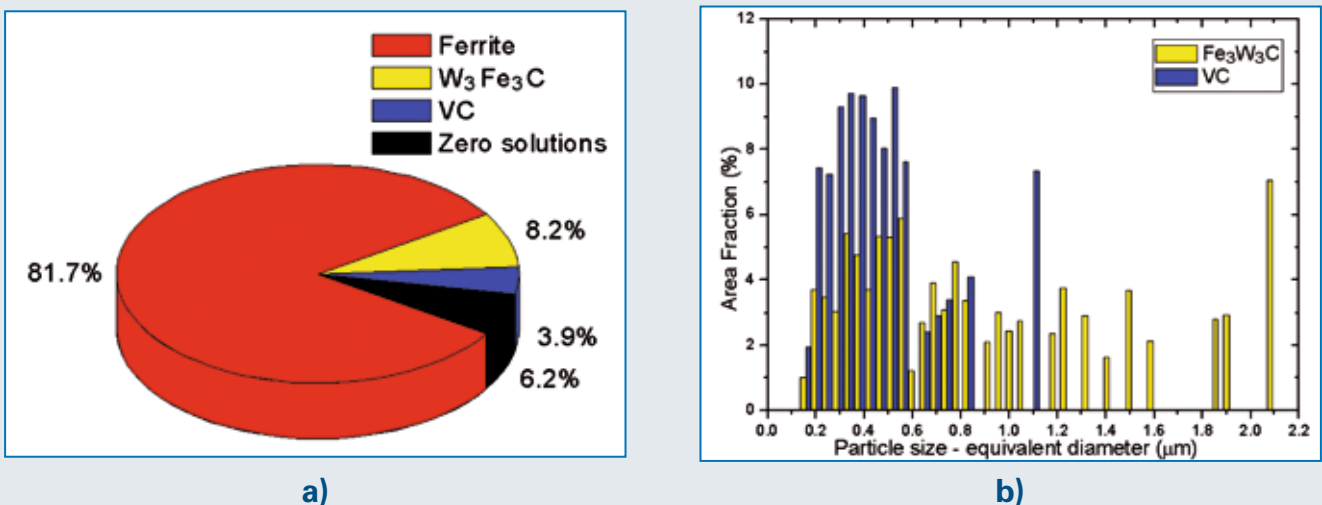 Ferrite
W₃Fe₃C
VC
Zero solutions
81.7%
8.2%
3.9%
6.2%
a)
12
10
8
6
4
2
0
Area Fraction (%)
Fe₃W₃C
VC
0.0 0.2 0.4 0.6 0.8 1.0 1.2 1.4 1.6 1.8 2.0 2.2
Particle size - equivalent diameter (μm)
b)